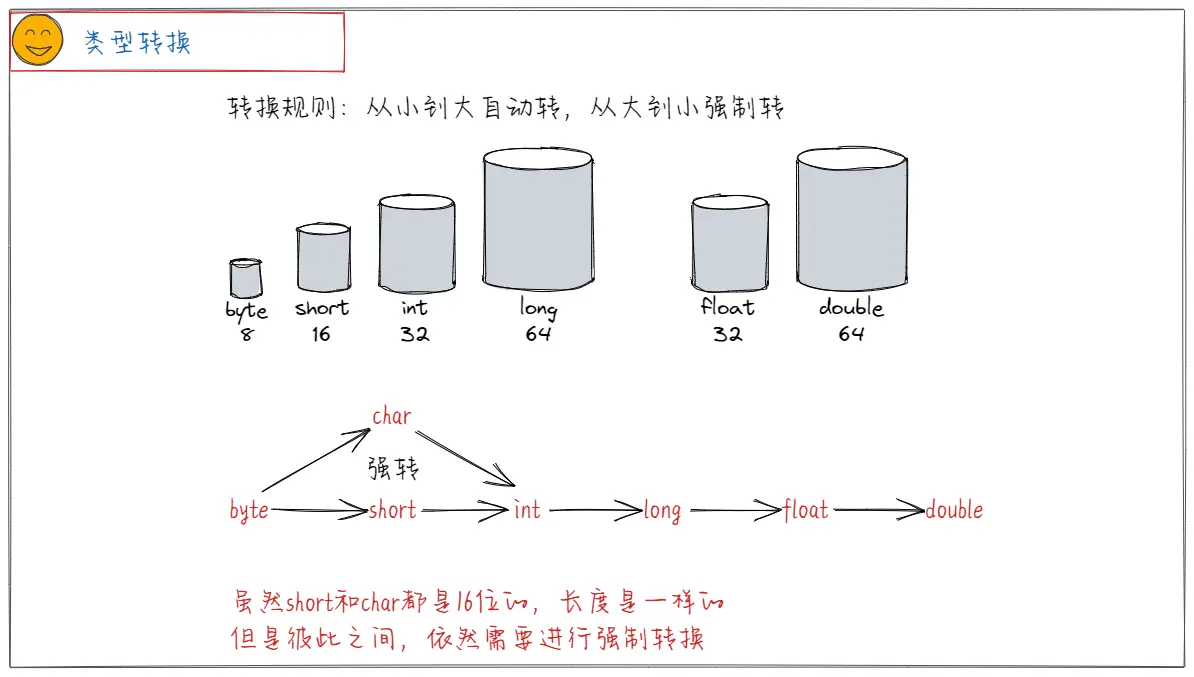 类型转换
转换规则：从小到大自动转，从大到小强制转
byte short int long float double
8 16 32 64 32 64
char
强转
byte short int long float double
虽然short和char都是16位的，长度是一样的
但是彼此之间，依然需要进行强制转换